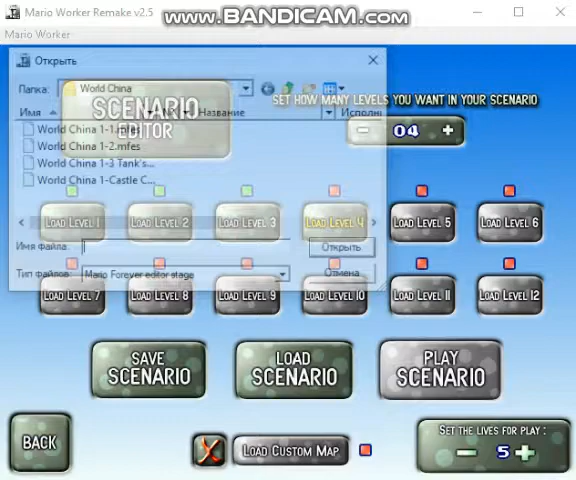 Mario Worker Remake v2.5
www.BANDICAM.com
Mario Worker
Открыть
Папка:
World China
Имя
Название
Исполни
World China 1-1.mfes
World China 1-2.mfes
World China 1-3 Tank's...
World China 1-Castle C...
SCENARIO
EDITOR
SET HOW MANY LEVELS YOU WANT IN YOUR SCENARIO
- 04 +
LOAD LEVEL 1
LOAD LEVEL 2
LOAD LEVEL 3
LOAD LEVEL 4
LOAD LEVEL 5
LOAD LEVEL 6
Имя файла:
Открыть
Тип файлов:
Mario Forever editor stage
Отмена
LOAD LEVEL 7
LOAD LEVEL 8
LOAD LEVEL 9
LOAD LEVEL 10
LOAD LEVEL 11
LOAD LEVEL 12
SAVE
SCENARIO
LOAD
SCENARIO
PLAY
SCENARIO
BACK
X
LOAD CUSTOM MAP
SET THE LIVES FOR PLAY :
- 5 +